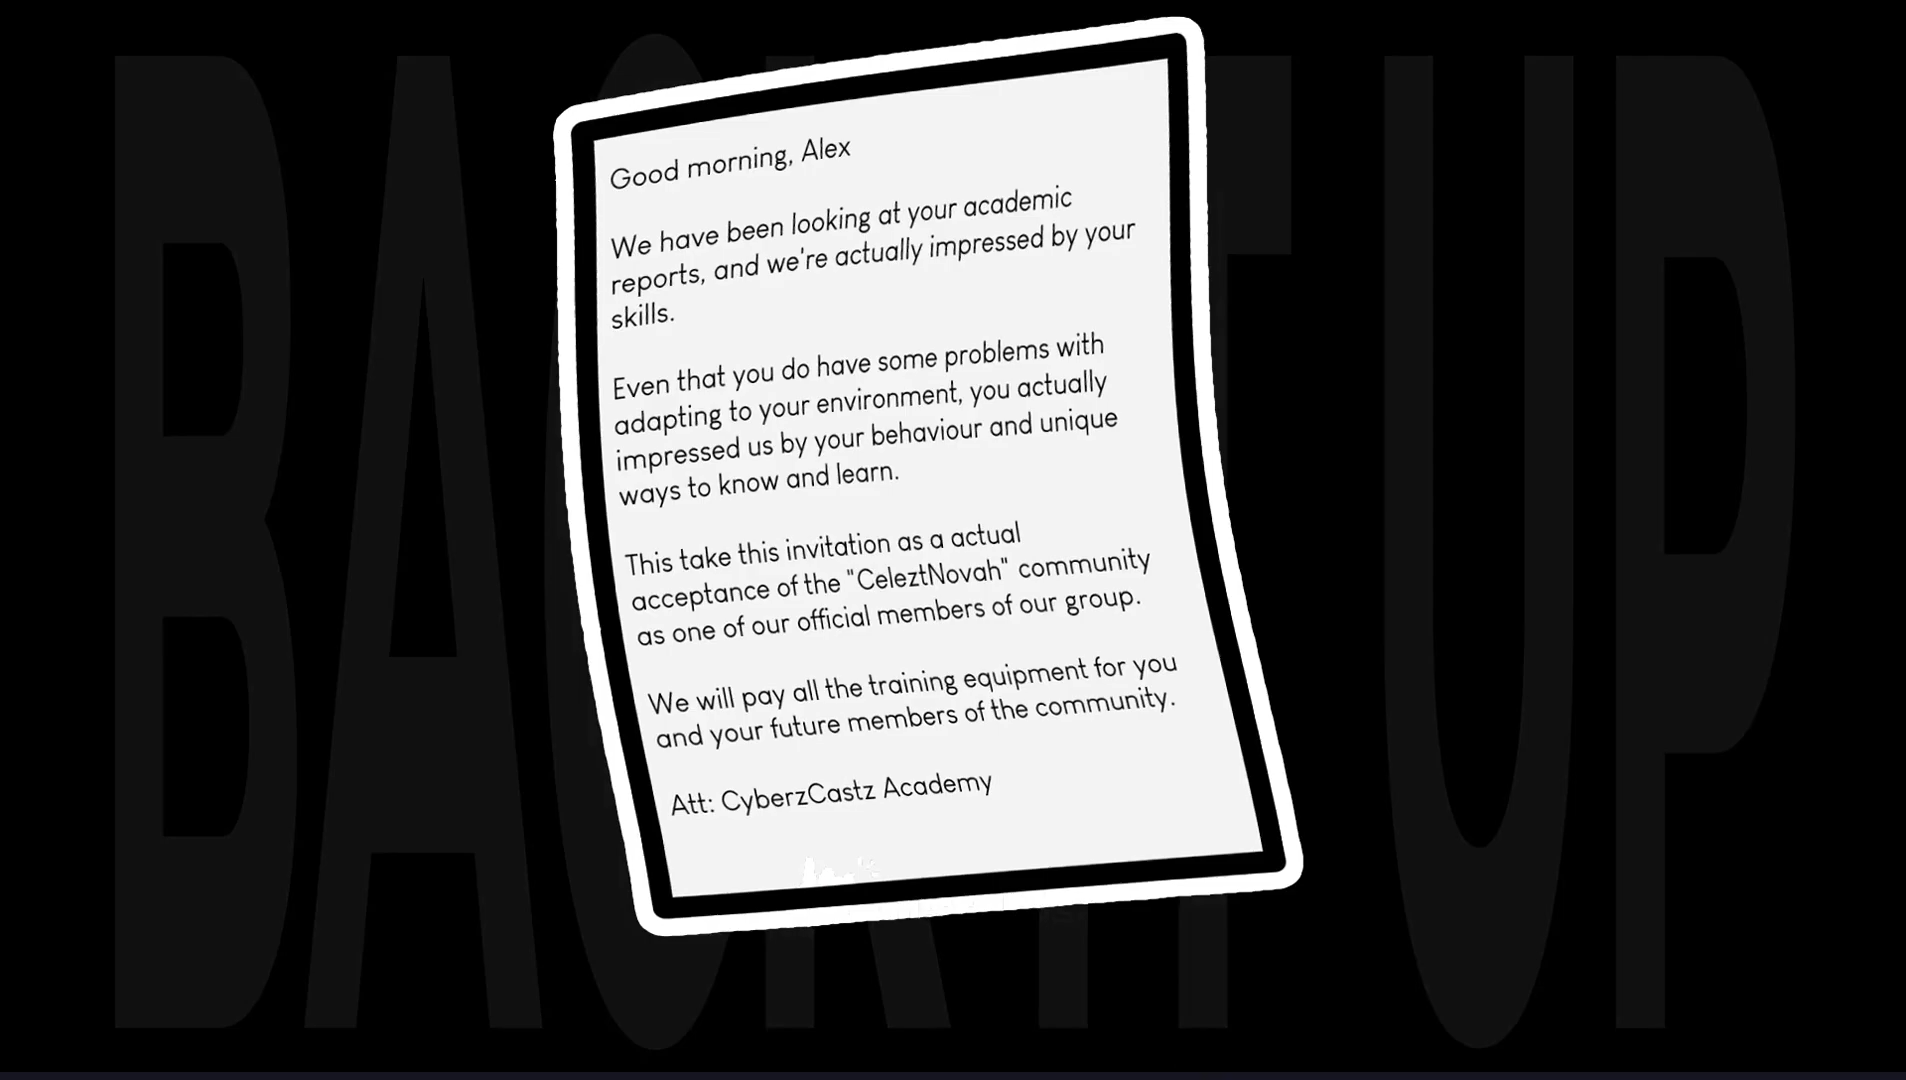 BACK IT UP
Good morning, Alex
We have been looking at your academic
reports, and we're actually impressed by your
skills.
Even that you do have some problems with
adapting to your environment, you actually
impressed us by your behaviour and unique
ways to know and learn.
This take this invitation as a actual
acceptance of the "CeleztNovah" community
as one of our official members of our group.
We will pay all the training equipment for you
and your future members of the community.
Att: CyberzCastz Academy